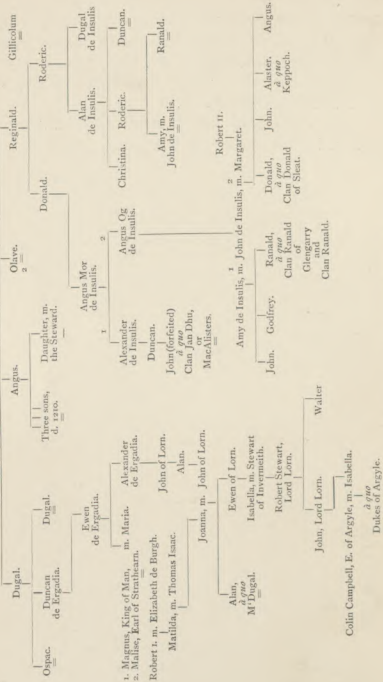 Dugal. Angus. Olave. Reginald. Gillicolum
2
Ospac. Duncan de Ergadia. Dugal. Three sons, d. 1210. Daughter, m. the Steward. Donald. Roderic.
Ewen de Ergadia. Angus Mor de Insulis. Alan de Insulis. Dugal de Insulis
1. Magnus, King of Man, m. Maria.
2. Malise, Earl of Strathearn.
Alexander de Ergadia.
1
2
Alexander de Insulis. Angus Og de Insulis. Christina. Roderic. Duncan.
Robert I. m. Elizabeth de Burgh. John of Lorn. Duncan. Amy, m. John de Insulis. Ranald.
Matilda, m. Thomas Isaac. Alan. John (forfeited) à quo Clan Jan Dhu, or MacAlisters.
Robert II.
Joanna, m. John of Lorn.
1
2
Amy de Insulis, m. John de Insulis, m. Margaret.
Alan, à quo M'Dugal. Ewen of Lorn. John. Godfrey. Ranald, à quo Clan Ranald of Glengarry and Clan Ranald. Donald, à quo Clan Donald of Sleat. John. Alaster. à quo Keppoch. Angus.
Isabella, m. Stewart of Invermeith.
Robert Stewart, Lord Lorn.
John, Lord Lorn. Walter
Colin Campbell, E. of Argyle, m. Isabella.
à quo
Dukes of Argyle.